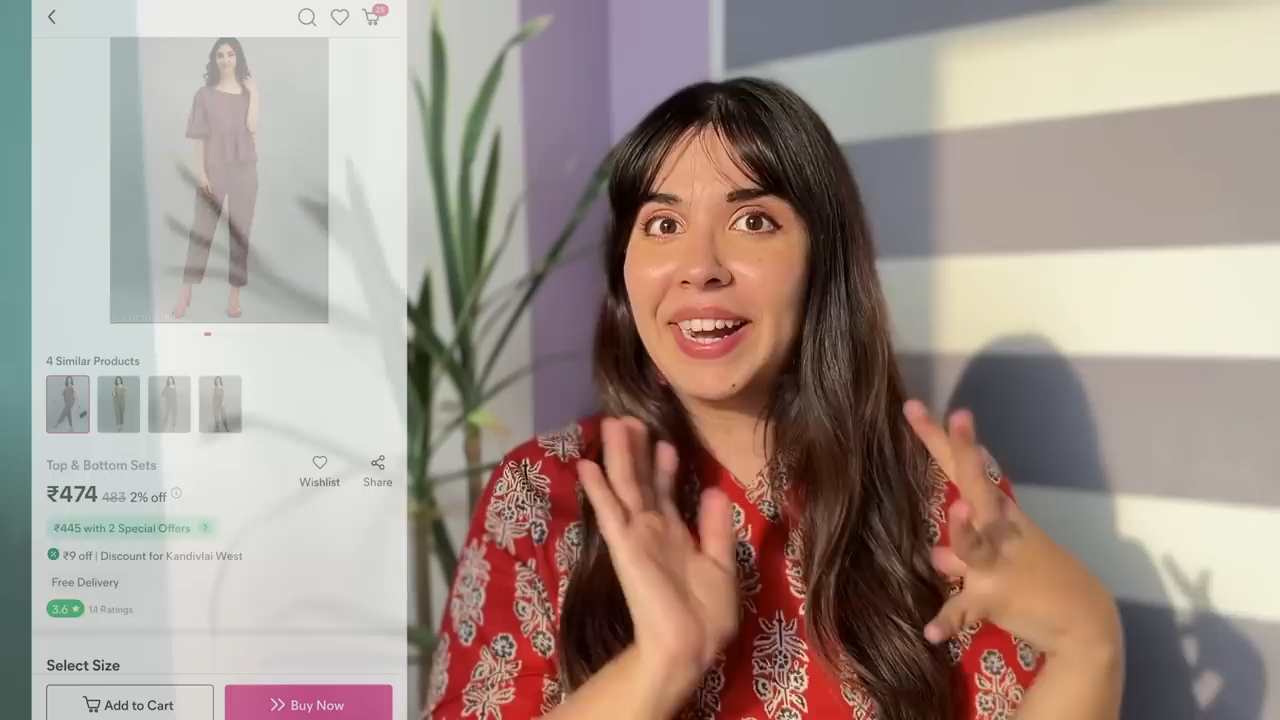 25
4 Similar Products
Top & Bottom Sets
Wishlist
Share
₹474 483 2% off
₹445 with 2 Special Offers
₹9 off | Discount for Kandivlai West
Free Delivery
3.6 ★ 18 Ratings
Select Size
Add to Cart
Buy Now